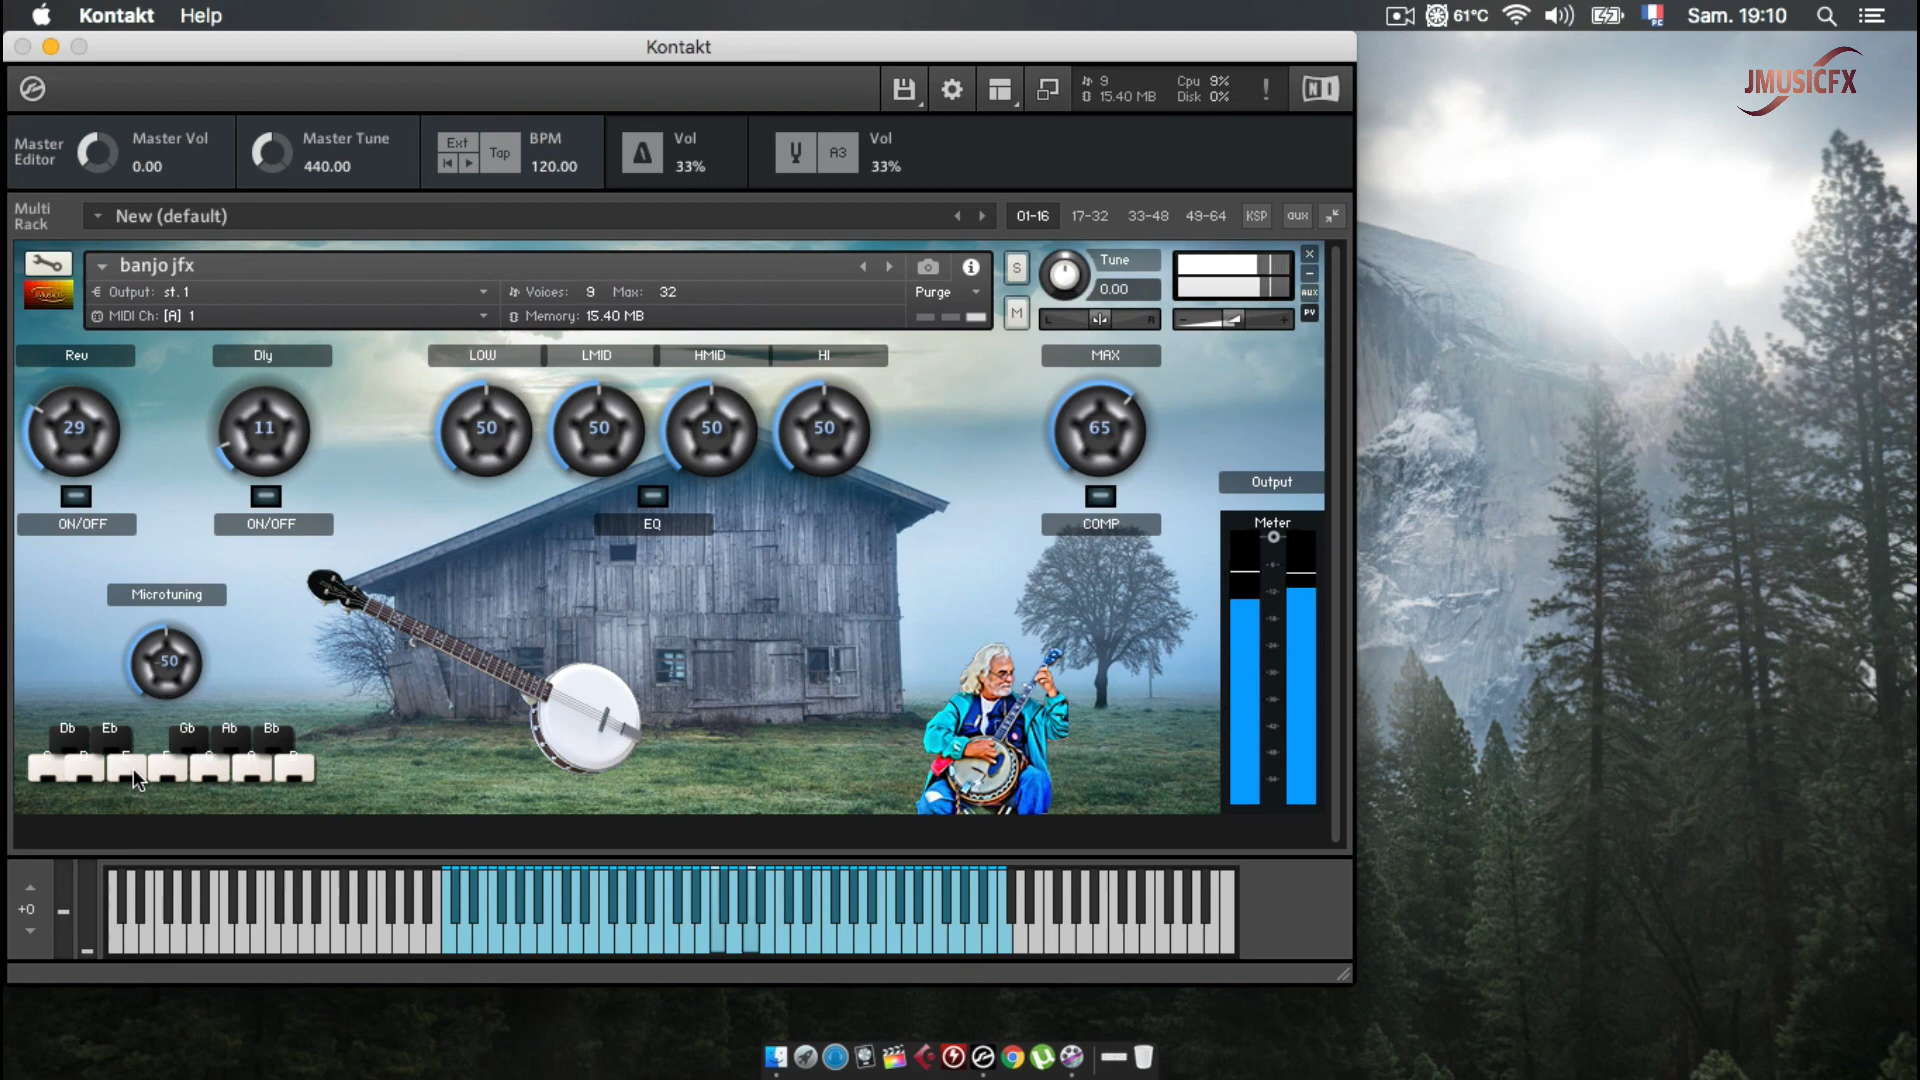 Kontakt Help
61°C Sam. 19:10
Kontakt
JMUSICFX
9 Cpu 9%
15.40 MB Disk 0%
! NI
Master Editor
Master Vol
0.00
Master Tune
440.00
Ext Tap
BPM
120.00
Vol
33%
A3
Vol
33%
Multi Rack
New (default)
01-16 17-32 33-48 49-64 KSP aux
banjo jfx
Output: st.1
Voices: 9 Max: 32
Purge
MIDI Ch: [A] 1
Memory: 15.40 MB
S
M
Tune
0.00
L R
- +
x
-
AUX
PV
Rev Dly LOW LMID HMID HI MAX
29 11 50 50 50 50 65
Output
ON/OFF ON/OFF EQ COMP
Meter
Microtuning
-50
Db Eb Gb Ab Bb
+0